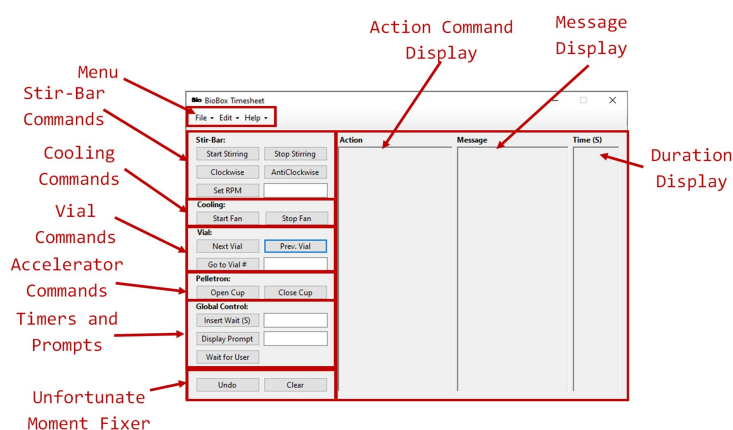 Action Command
Display
Message
Display
Menu
Stir-Bar
Commands
Cooling
Commands
Vial
Commands
Accelerator
Commands
Timers and
Prompts
Unfortunate
Moment Fixer
Duration
Display
Bio BioBox Timesheet
File Edit Help
Stir-Bar:
Start Stirring Stop Stirring
Clockwise AntiClockwise
Set RPM
Cooling:
Start Fan Stop Fan
Vial:
Next Vial Prev. Vial
Go to Vial #
Pelletron:
Open Cup Close Cup
Global Control:
Insert Wait (S)
Display Prompt
Wait for User
Undo Clear
Action Message Time (S)